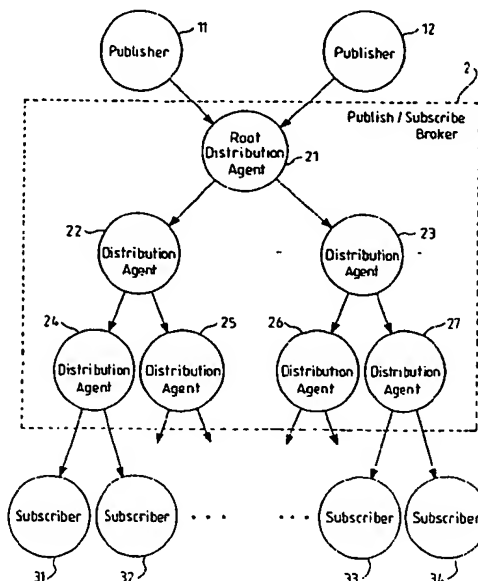 11
12
Publisher
Publisher
2
Publish / Subscribe
Broker
Root
Distribution
Agent
21
22
23
Distribution
Agent
Distribution
Agent
24
25
26
27
Distribution
Agent
Distribution
Agent
Distribution
Agent
Distribution
Agent
Subscriber
Subscriber
Subscriber
Subscriber
31
32
33
34